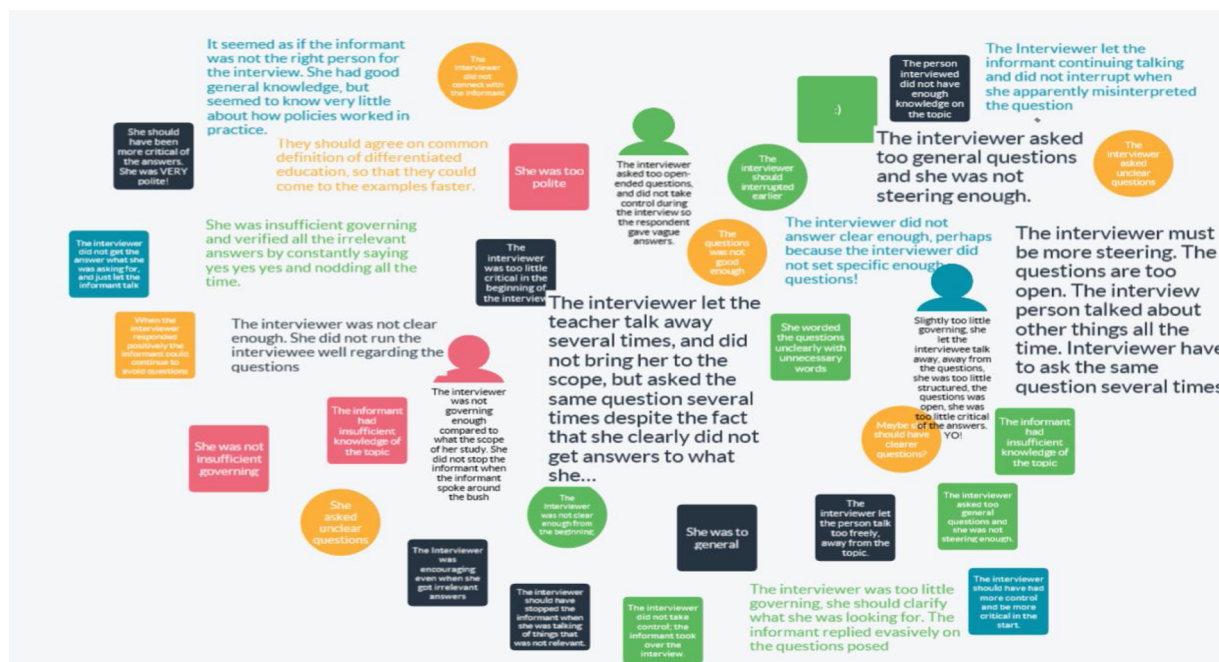 It seemed as if the informant
was not the right person for
the interview. She had good
general knowledge, but
seemed to know very little
about how policies worked in
practice.
The
interviewer
did not
connect with
the informant
:)
The person
interviewed
did not have
enough
knowledge on
the topic
The Interviewer let the
informant continuing talking
and did not interrupt when
she apparently misinterpreted
the question
She should
have been
more critical of
the answers.
She was VERY
polite!
They should agree on common
definition of differentiated
education, so that they could
come to the examples faster.
She was too
polite
The interviewer
asked too open-
ended questions,
and did not take
control during
the interview so
the respondent
gave vague
answers.
The
interviewer
should
interrupted
earlier
The interviewer asked
too general questions
and she was not
steering enough.
The
interviewer
asked
unclear
questions
The interviewer
did not get the
answer what she
was asking for,
and just let the
informant talk
She was insufficient governing
and verified all the irrelevant
answers by constantly saying
yes yes yes and nodding all the
time.
The
interviewer
was too little
critical in the
beginning of
the interview
The
questions
was not
good
enough
The interviewer did not
answer clear enough, perhaps
because the interviewer did
not set specific enough
questions!
The interviewer must
be more steering. The
questions are too
open. The interview
person talked about
other things all the
time. Interviewer have
to ask the same
question several times
When the
interviewer
responded
positively the
informant could
continue to
avoid questions
The interviewer was not clear
enough. She did not run the
interviewee well regarding the
questions
The interviewer
was not
governing
enough
compared to
what the scope
of her study. She
did not stop the
informant when
the informant
spoke around
the bush
The interviewer let the
teacher talk away
several times, and did
not bring her to the
scope, but asked the
same question several
times despite the fact
that she clearly did not
get answers to what
she...
She worded
the questions
unclearly with
unnecessary
words
Slightly too little
governing, she
let the
interviewee talk
away, away from
the questions,
she was too little
structured, the
questions was
open, she was
too little critical
of the answers.
YO!
The informant
had
insufficient
knowledge of
the topic
She was not
insufficient
governing
Maybe
should have
clearer
questions?
The informant
had
insufficient
knowledge of
the topic
She
asked
unclear
questions
The
interviewer
was not clear
enough from
the beginning
She was to
general
The
interviewer let
the person talk
too freely,
away from the
topic.
The interviewer
asked too
general
questions and
she was not
steering enough.
The Interviewer
was
encouraging
even when she
got irrelevant
answers
The interviewer
should have
stopped the
informant when
she was talking
of things that
was not relevant.
The interviewer
did not take
control; the
informant took
over the
interview.
The interviewer was too little
governing, she should clarify
what she was looking for. The
informant replied evasively on
the questions posed
The interviewer
should have had
more control
and be more
critical in the
start.